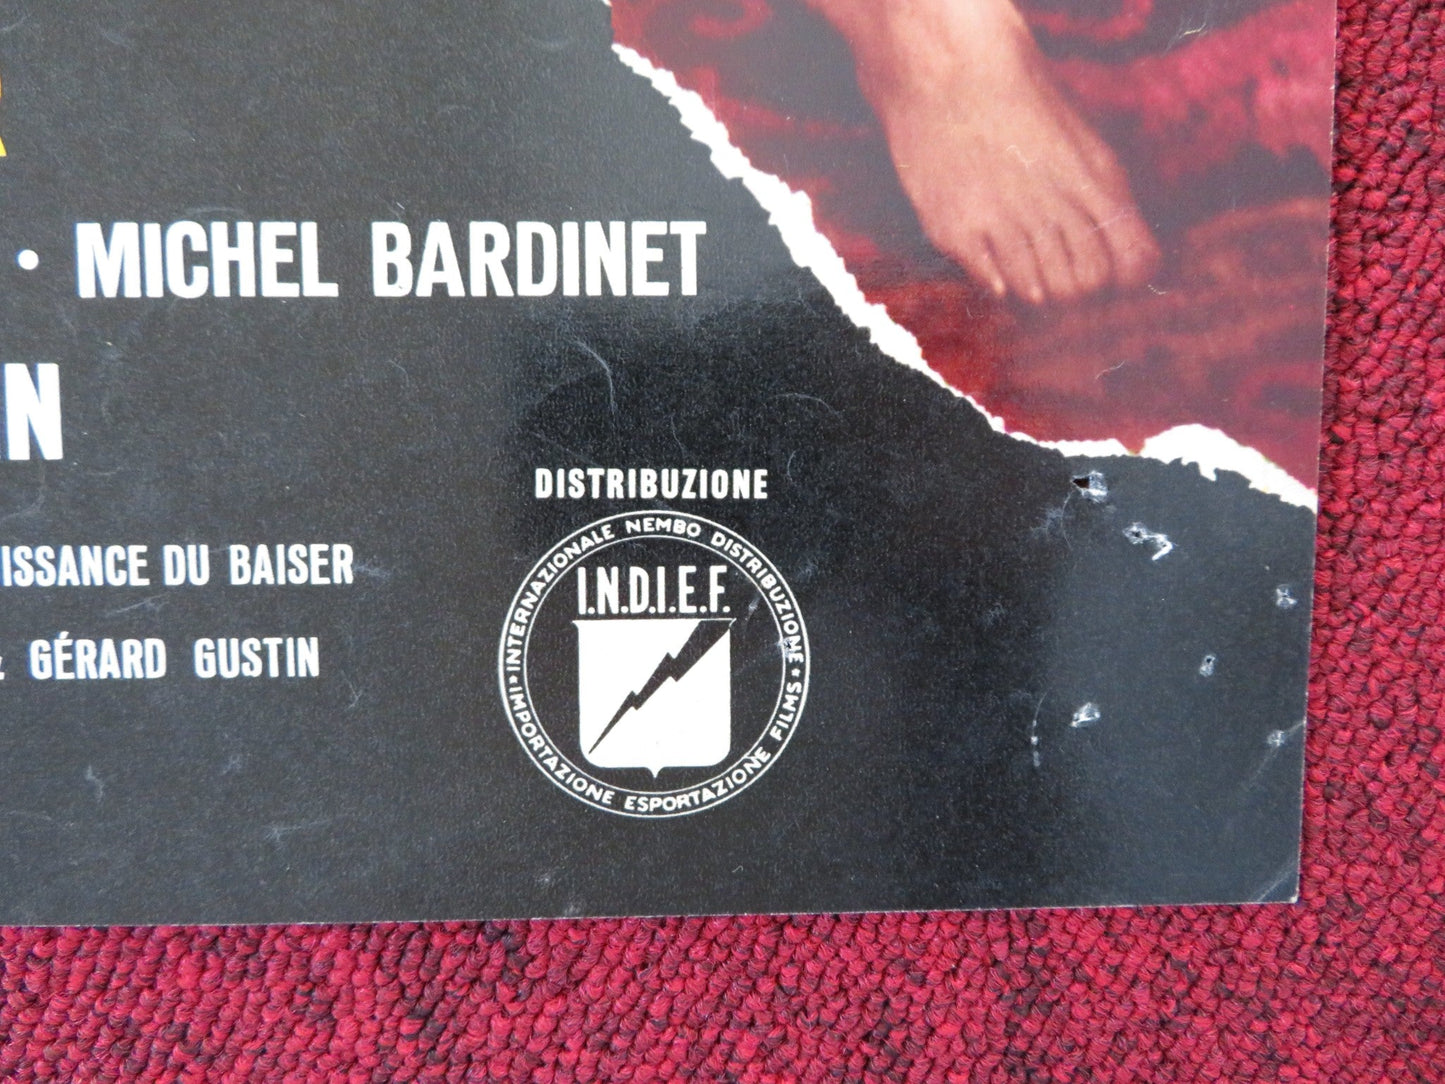 • MICHEL BARDINET
N
DISTRIBUZIONE
ISSANCE DU BAISER
& GÉRARD GUSTIN
INTERNAZIONALE NEMBO DISTRIBUZIONE
I.N.D.I.E.F.
* IMPORTAZIONE ESPORTAZIONE FILMS *